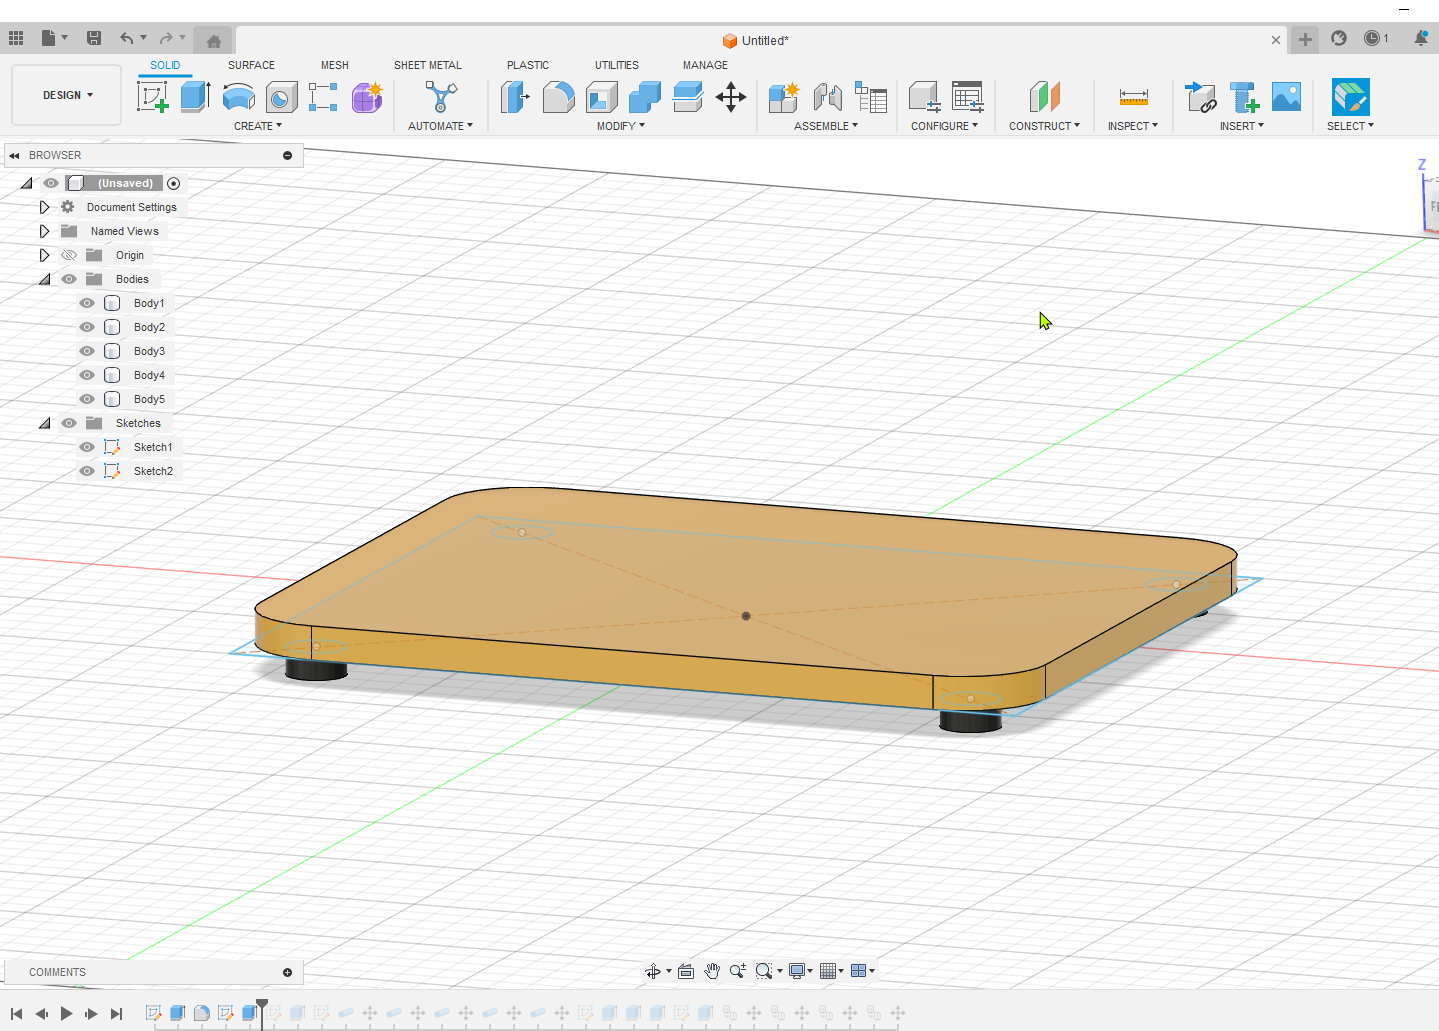 Untitled*
1
DESIGN
SOLID
SURFACE
MESH
SHEET METAL
PLASTIC
UTILITIES
MANAGE
CREATE
AUTOMATE
MODIFY
ASSEMBLE
CONFIGURE
CONSTRUCT
INSPECT
INSERT
SELECT
BROWSER
(Unsaved)
Document Settings
Named Views
Origin
Bodies
Body1
Body2
Body3
Body4
Body5
Sketches
Sketch1
Sketch2
Z
COMMENTS